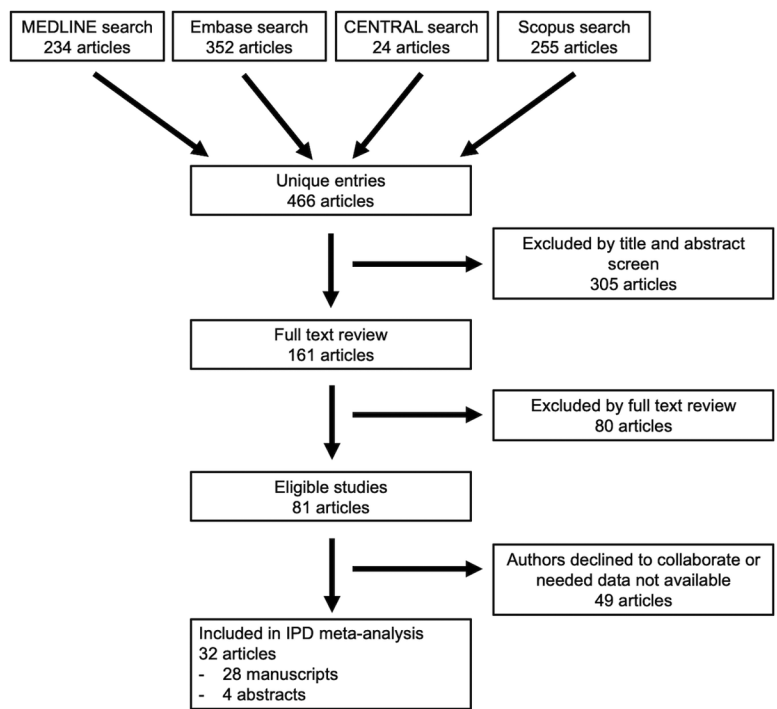 MEDLINE search
234 articles
Embase search
352 articles
CENTRAL search
24 articles
Scopus search
255 articles
Unique entries
466 articles
Excluded by title and abstract
screen
305 articles
Full text review
161 articles
Excluded by full text review
80 articles
Eligible studies
81 articles
Authors declined to collaborate or
needed data not available
49 articles
Included in IPD meta-analysis
32 articles
- 28 manuscripts
- 4 abstracts